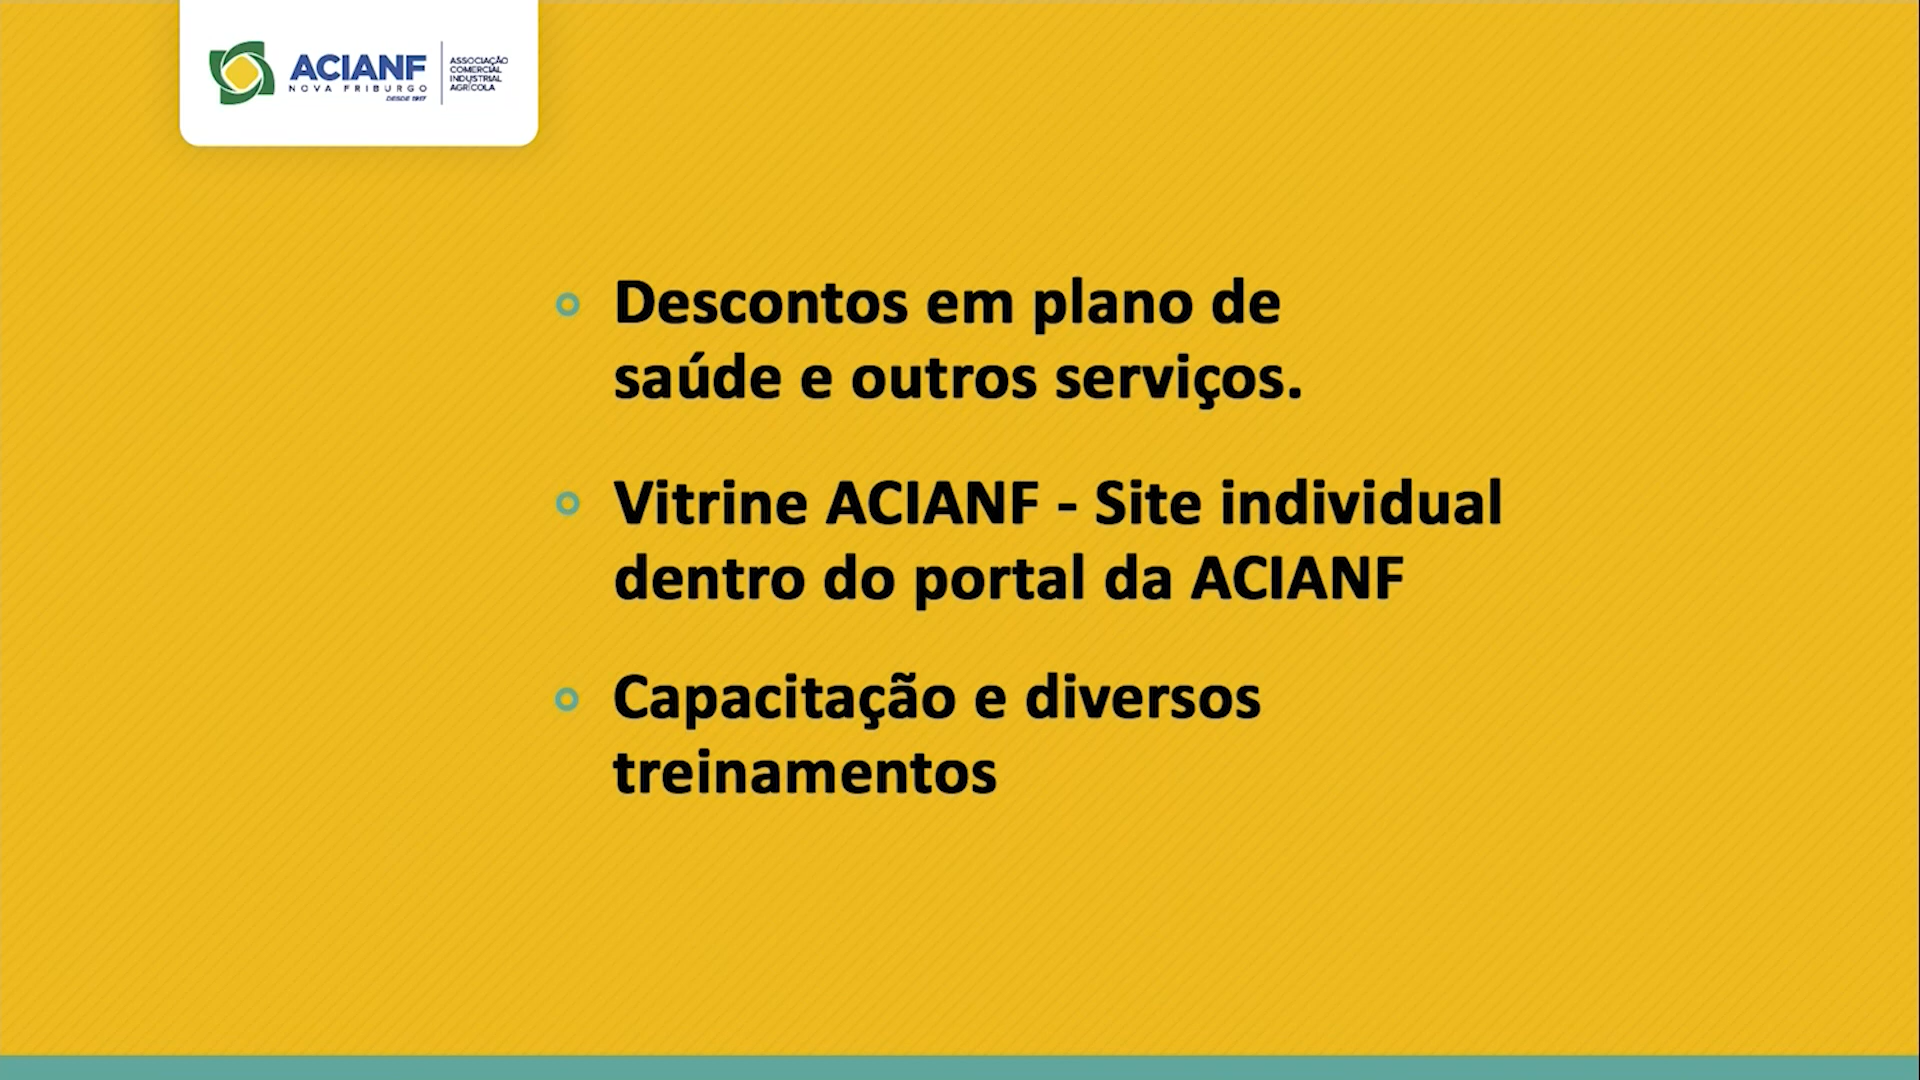 ACIANF
NOVA FRIBURGO
DESDE 1917
ASSOCIAÇÃO
COMERCIAL
INDUSTRIAL
AGRÍCOLA
Descontos em plano de
saúde e outros serviços.
Vitrine ACIANF - Site individual
dentro do portal da ACIANF
Capacitação e diversos
treinamentos